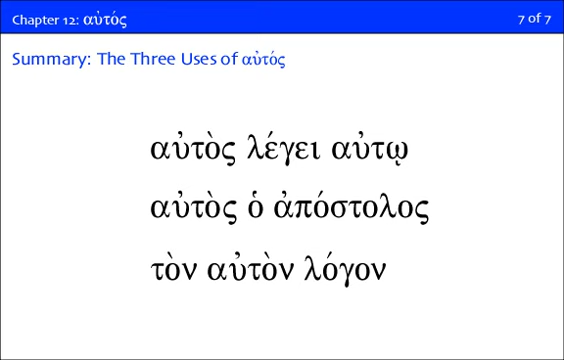 Chapter 12: αὐτός
7 of 7
Summary: The Three Uses of αὐτός
αὐτὸς λέγει αὐτῳ
αὐτὸς ὁ ἀπόστολος
τὸν αὐτὸν λόγον